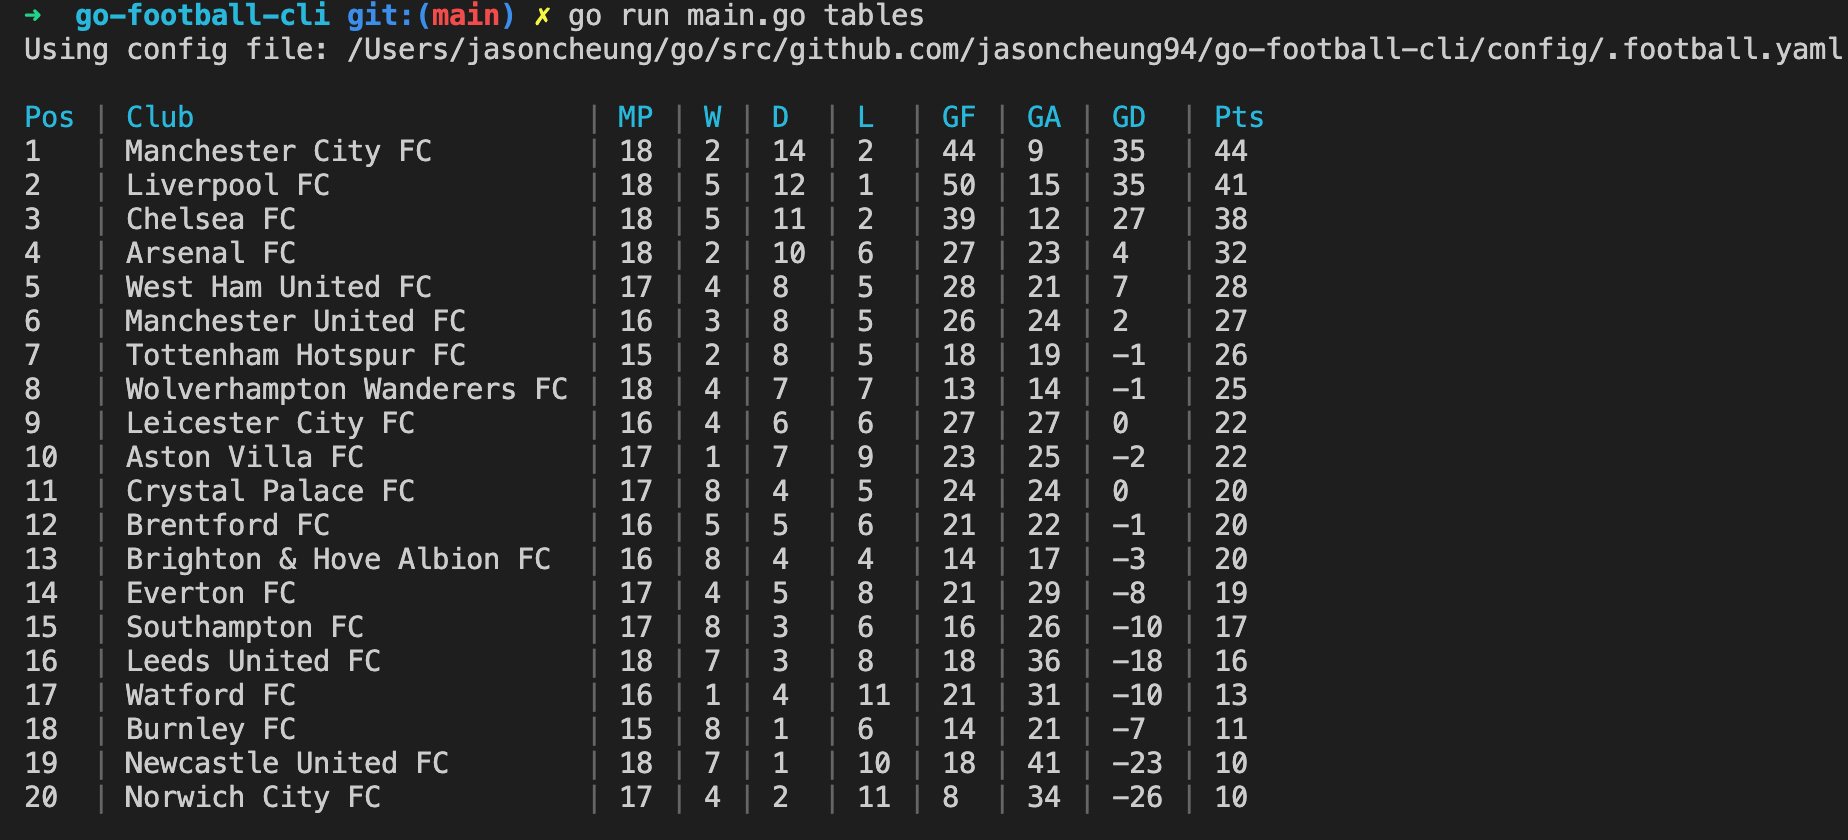 ➜ go-football-cli git:(main) ✗ go run main.go tables
Using config file: /Users/jasoncheung/go/src/github.com/jasoncheung94/go-football-cli/config/.football.yaml
Pos | Club | MP | W | D | L | GF | GA | GD | Pts
1 | Manchester City FC | 18 | 2 | 14 | 2 | 44 | 9 | 35 | 44
2 | Liverpool FC | 18 | 5 | 12 | 1 | 50 | 15 | 35 | 41
3 | Chelsea FC | 18 | 5 | 11 | 2 | 39 | 12 | 27 | 38
4 | Arsenal FC | 18 | 2 | 10 | 6 | 27 | 23 | 4 | 32
5 | West Ham United FC | 17 | 4 | 8 | 5 | 28 | 21 | 7 | 28
6 | Manchester United FC | 16 | 3 | 8 | 5 | 26 | 24 | 2 | 27
7 | Tottenham Hotspur FC | 15 | 2 | 8 | 5 | 18 | 19 | -1 | 26
8 | Wolverhampton Wanderers FC | 18 | 4 | 7 | 7 | 13 | 14 | -1 | 25
9 | Leicester City FC | 16 | 4 | 6 | 6 | 27 | 27 | 0 | 22
10 | Aston Villa FC | 17 | 1 | 7 | 9 | 23 | 25 | -2 | 22
11 | Crystal Palace FC | 17 | 8 | 4 | 5 | 24 | 24 | 0 | 20
12 | Brentford FC | 16 | 5 | 5 | 6 | 21 | 22 | -1 | 20
13 | Brighton & Hove Albion FC | 16 | 8 | 4 | 4 | 14 | 17 | -3 | 20
14 | Everton FC | 17 | 4 | 5 | 8 | 21 | 29 | -8 | 19
15 | Southampton FC | 17 | 8 | 3 | 6 | 16 | 26 | -10 | 17
16 | Leeds United FC | 18 | 7 | 3 | 8 | 18 | 36 | -18 | 16
17 | Watford FC | 16 | 1 | 4 | 11 | 21 | 31 | -10 | 13
18 | Burnley FC | 15 | 8 | 1 | 6 | 14 | 21 | -7 | 11
19 | Newcastle United FC | 18 | 7 | 1 | 10 | 18 | 41 | -23 | 10
20 | Norwich City FC | 17 | 4 | 2 | 11 | 8 | 34 | -26 | 10